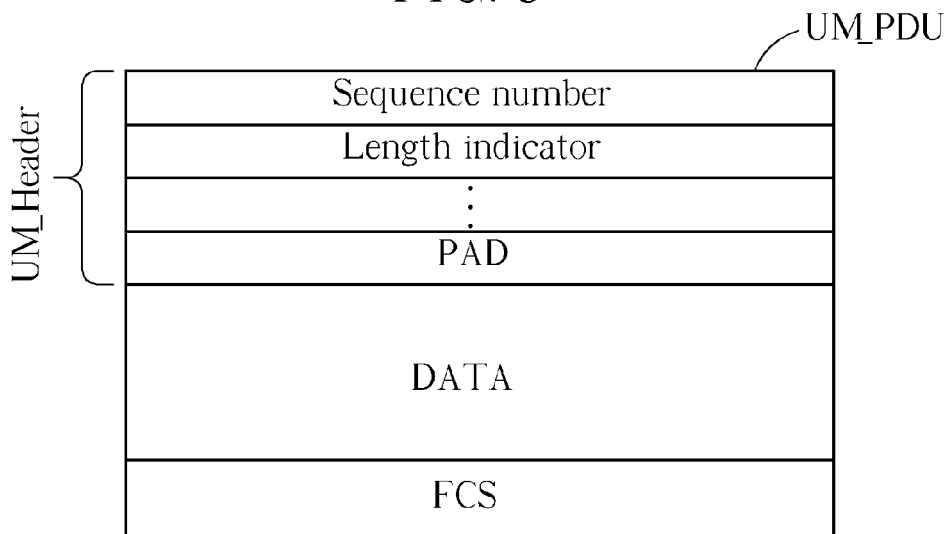 UM_PDU
Sequence number
Length indicator
UM_Header
PAD
DATA
FCS